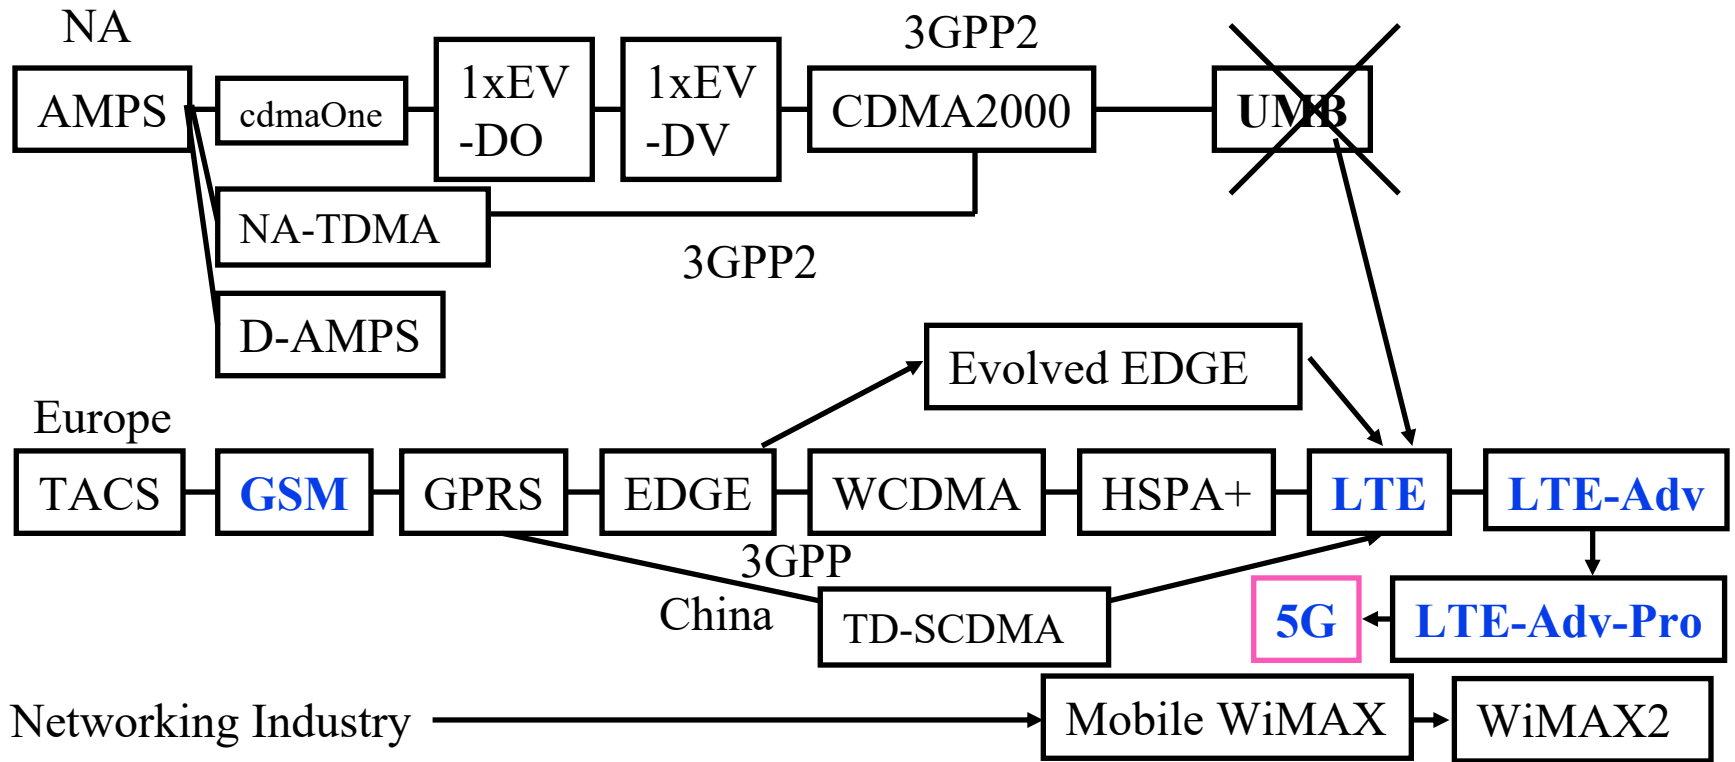 NA
3GPP2
AMPS
cdmaOne
1xEV
-DO
1xEV
-DV
CDMA2000
UMB
NA-TDMA
3GPP2
D-AMPS
Evolved EDGE
Europe
TACS
GSM
GPRS
EDGE
WCDMA
HSPA+
LTE
LTE-Adv
3GPP
China
TD-SCDMA
5G
LTE-Adv-Pro
Networking Industry
Mobile WiMAX
WiMAX2